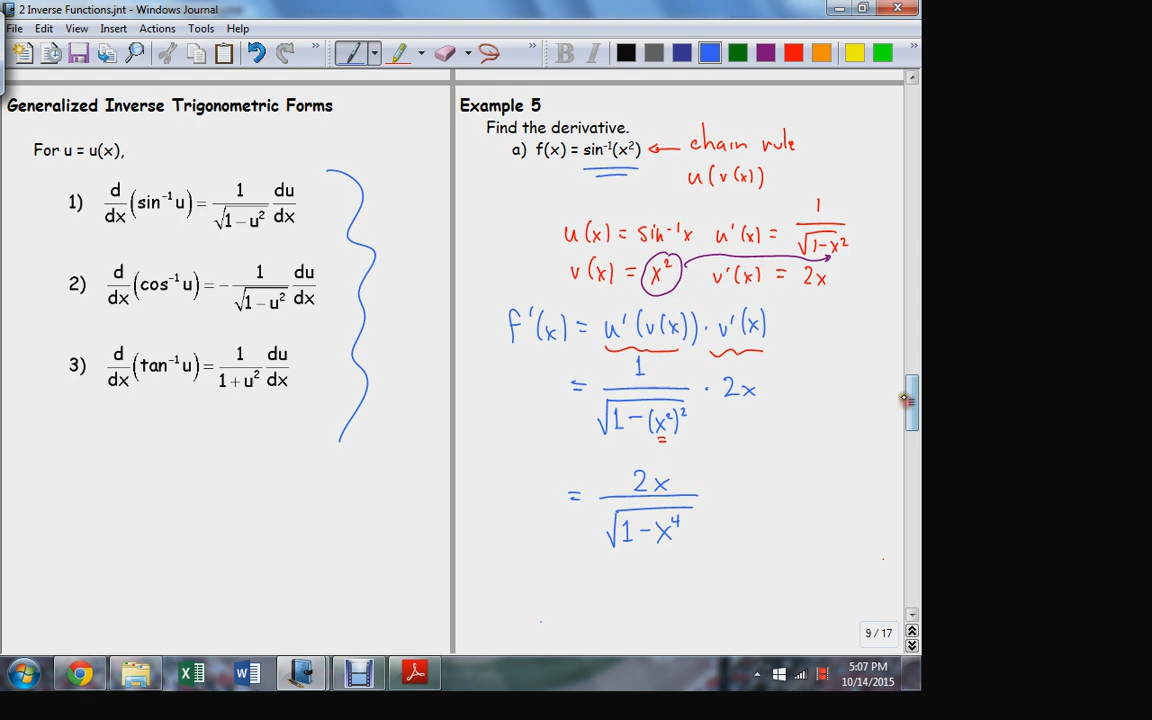 2 Inverse Functions.jnt - Windows Journal
File Edit View Insert Actions Tools Help
B I
Generalized Inverse Trigonometric Forms
For u = u(x),
1) d/dx (sin⁻¹ u) = 1/√(1 − u²) du/dx
2) d/dx (cos⁻¹ u) = − 1/√(1 − u²) du/dx
3) d/dx (tan⁻¹ u) = 1/(1 + u²) du/dx
Example 5
Find the derivative.
a) f(x) = sin⁻¹(x²) ← chain rule
u(v(x))
u(x) = sin⁻¹x u'(x) = 1/√(1−x²)
v(x) = x² v'(x) = 2x
f'(x) = u'(v(x)) · v'(x)
= 1/√(1 − (x²)²) · 2x
= 2x/√(1 − x⁴)
9 / 17
5:07 PM
10/14/2015